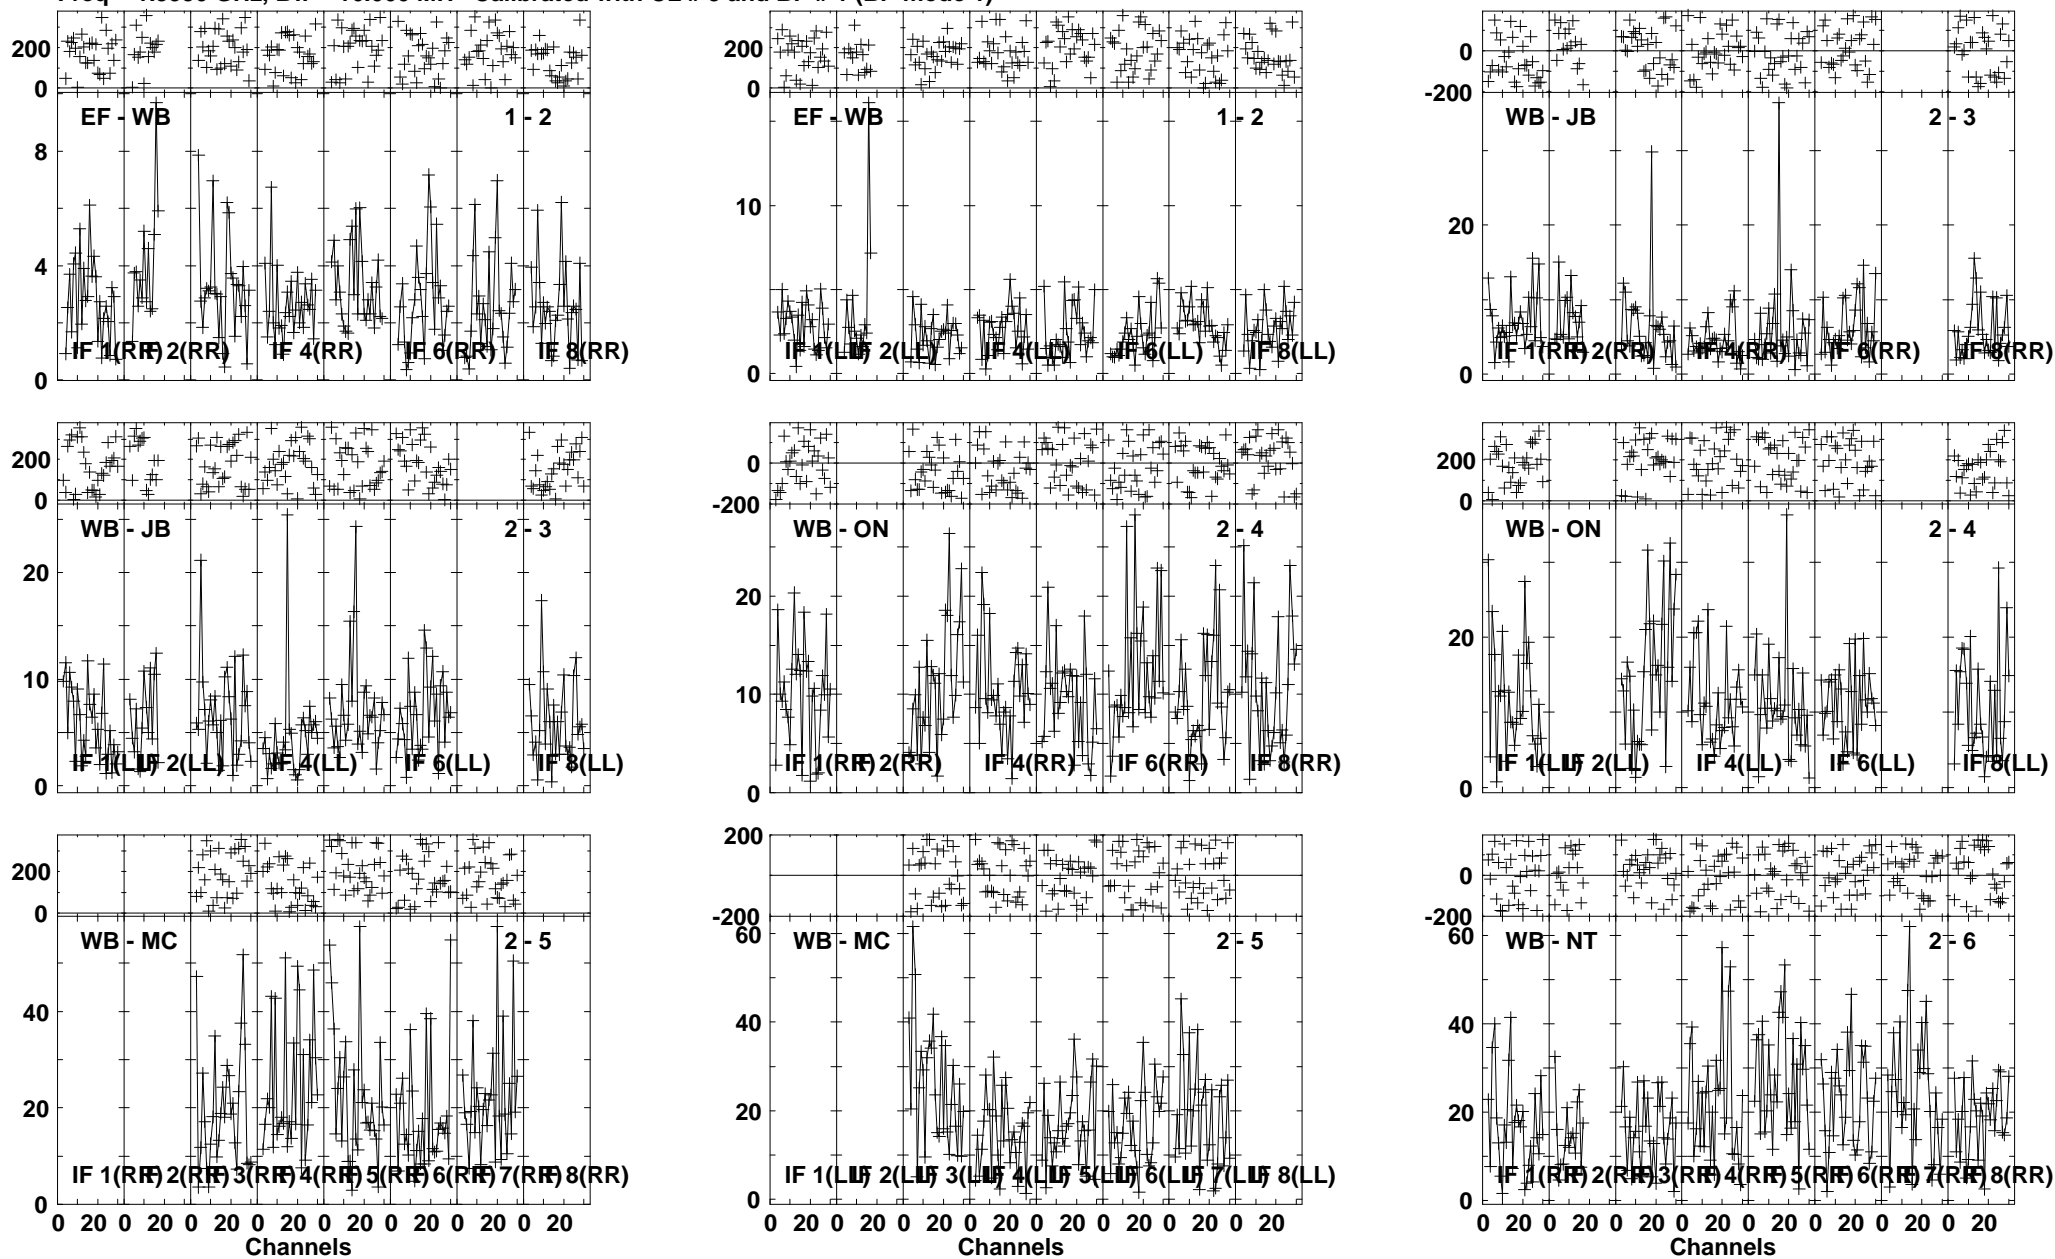 EF - WB 1 - 2
EF - WB 1 - 2
WB - JB 2 - 3
200
0
200
0
0
-200
8
4
0
10
0
20
0
IF 1(RR) IF 2(RR) IF 4(RR) IF 6(RR) IF 8(RR)
IF 1(LL) IF 2(LL) IF 4(LL) IF 6(LL) IF 8(LL)
IF 1(RR) IF 2(RR) IF 4(RR) IF 6(RR) IF 8(RR)
200
0
0
-200
200
0
WB - JB 2 - 3
WB - ON 2 - 4
WB - ON 2 - 4
20
10
0
20
10
0
20
0
IF 1(LL) IF 2(LL) IF 4(LL) IF 6(LL) IF 8(LL)
IF 1(RR) IF 2(RR) IF 4(RR) IF 6(RR) IF 8(RR)
IF 1(LL) IF 2(LL) IF 4(LL) IF 6(LL) IF 8(LL)
200
0
200
0
-200
0
-200
WB - MC 2 - 5
WB - MC 2 - 5
WB - NT 2 - 6
40
20
0
60
40
20
0
60
40
20
0
IF 1(RR) IF 2(RR) IF 3(RR) IF 4(RR) IF 5(RR) IF 6(RR) IF 7(RR) IF 8(RR)
IF 1(LL) IF 2(LL) IF 3(LL) IF 4(LL) IF 5(LL) IF 6(LL) IF 7(LL) IF 8(LL)
IF 1(RR) IF 2(RR) IF 3(RR) IF 4(RR) IF 5(RR) IF 6(RR) IF 7(RR) IF 8(RR)
0 20 0 20 0 20 0 20 0 20 0 20 0 20 0 20
0 20 0 20 0 20 0 20 0 20 0 20 0 20 0 20
0 20 0 20 0 20 0 20 0 20 0 20 0 20 0 20
Channels
Channels
Channels